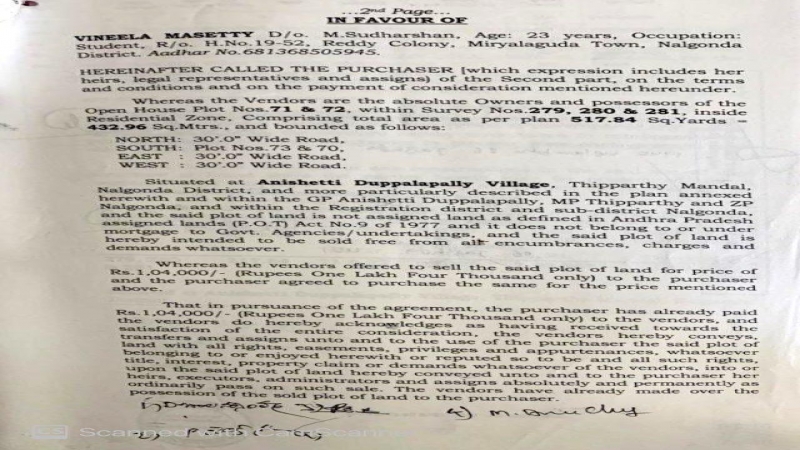 ...2nd Page...
IN FAVOUR OF
VINEELA MASETTY D/o. M.Sudharshan, Age: 23 years, Occupation:
Student, R/o. H.No.19-52, Reddy Colony, Miryalaguda Town, Nalgonda
District. Aadhar No.681368505945.
HEREINAFTER CALLED THE PURCHASER [which expression includes her
heirs, legal representatives and assigns) of the Second part, on the terms
and conditions and on the payment of consideration mentioned hereunder.
Whereas the Vendors are the absolute Owners and possessors of the
Open House Plot Nos.71 & 72, within Survey Nos.279, 280 & 281, inside
Residential Zone, Comprising total area as per plan 517.84 Sq.Yards =
432.96 Sq.Mtrs., and bounded as follows:
NORTH: 30'.0" Wide Road,
SOUTH: Plot Nos.73 & 70,
EAST : 30'.0" Wide Road,
WEST : 30'.0" Wide Road.
Situated at Anishetti Duppalapally Village, Thipparthy Mandal,
Nalgonda District, and more particularly described in the plan annexed
herewith and within the GP Anishetti Duppalapally, MP Thipparthy and ZP
Nalgonda, and within the Registration district and sub-district Nalgonda,
and the said plot of land is not assigned land as defined in Andhra Pradesh
assigned lands (P.O.T) Act No.9 of 1977 and it does not belong to or under
mortgage to Govt. Agencies/undertakings, and the said plot of land is
hereby intended to be sold free from all encumbrances, charges and
demands whatsoever.
Whereas the vendors offered to sell the said plot of land for price of
Rs.1,04,000/- (Rupees One Lakh Four Thousand only) to the purchaser
and the purchaser agreed to purchase the same for the price mentioned
above.
That in pursuance of the agreement, the purchaser has already paid
Rs.1,04,000/- (Rupees One Lakh Four Thousand only) to the vendors, and
the vendors do hereby acknowledges as having received towards the
satisfaction of the entire consideration, the vendors hereby conveys,
transfers and assigns unto and to the use of the purchaser the said plot of
land with all rights, easements, privileges and appurtenances, whatsoever
belonging to or enjoyed herewith or reputed so to be and all such rights,
title, interest, property claim or demands whatsoever of the vendors, into or
upon the said plot of land hereby conveyed unto and to the purchaser her
heirs, executors, administrators and assigns absolutely and permanently as
ordinarily pass on such sale. The vendors have already made over the
possession of the sold plot of land to the purchaser.
CS Scanned with CamScanner